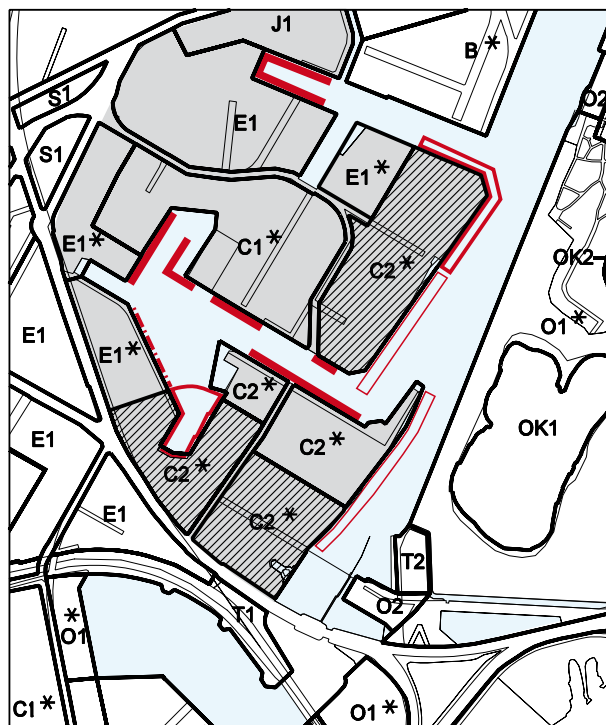 J1
B*
S1
O2
E1
S1
E1*
OK2
C1*
E1*
C2*
O1*
E1
E1*
C2*
OK1
E1
C2*
C2*
E1
C2*
T2
O2
T1
*
O1
C1*
O1*